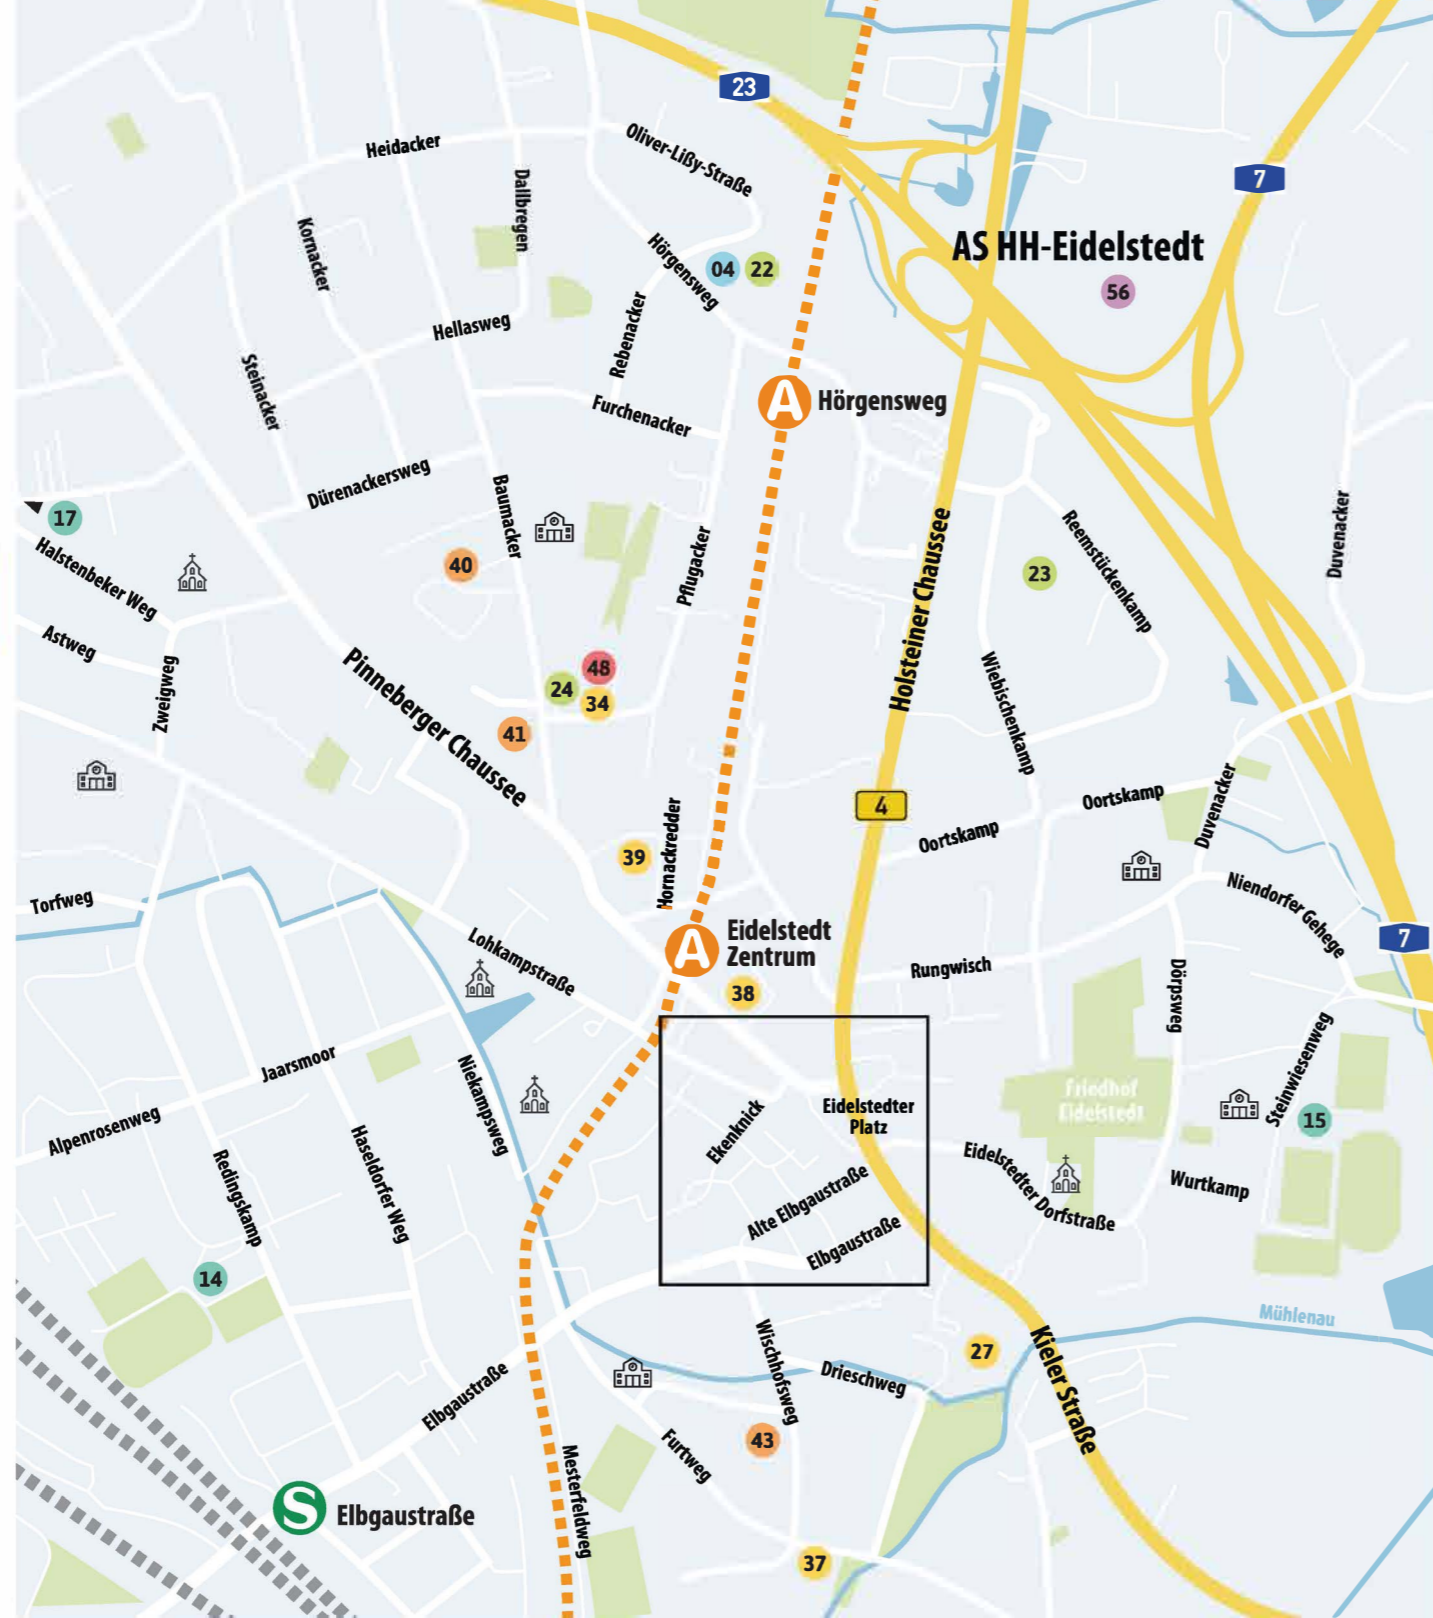 23
Heidacker
Oliver-Lißy-Straße
7
Dallbregen
Kornacker
Hörgensweg
04
22
AS HH-Eidelstedt
56
Hellasweg
Rebenacker
Steinacker
Furchenacker
A
Hörgensweg
Dürenackersweg
Baumacker
17
Halstenbeker Weg
40
Pflugacker
Holsteiner Chaussee
Reemstückenkamp
23
Duvenacker
Astweg
Zweigweg
Pinneberger Chaussee
48
24
34
41
Wiebischenkamp
4
Oortskamp
Oortskamp
Duvenacker
39
Hornackredder
Torfweg
Niendorfer Gehege
7
Lohkampstraße
A
Eidelstedt
Zentrum
38
Rungwisch
Dörpsweg
Jaarsmoor
Niekampsweg
Steinwiesenweg
Alpenrosenweg
Friedhof
Eidelstedt
15
Ekenknick
Eidelstedter
Platz
Haseldorfer Weg
Redingskamp
Eidelstedter Dorfstraße
Wurtkamp
Alte Elbgaustraße
Elbgaustraße
14
Mühlenau
27
Kieler Straße
Wischhofsweg
Drieschweg
Elbgaustraße
43
Furtweg
Mesterfeldweg
S
Elbgaustraße
37